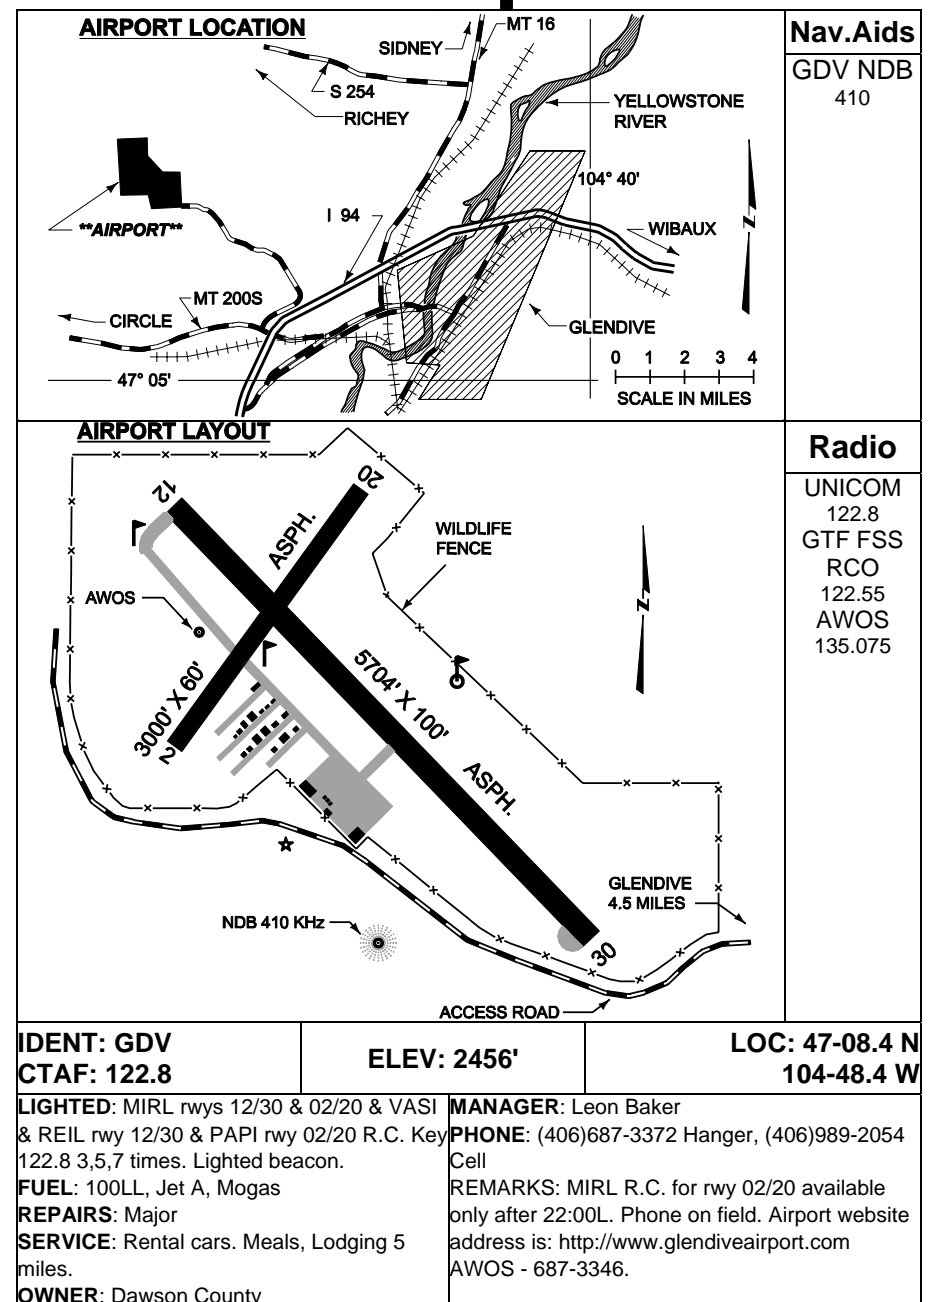 AIRPORT LOCATION
MT 16
SIDNEY
S 254
RICHEY
YELLOWSTONE
RIVER
104° 40'
I 94
**AIRPORT**
WIBAUX
N
MT 200S
CIRCLE
GLENDIVE
47° 05'
0 1 2 3 4
SCALE IN MILES
Nav.Aids
GDV NDB
410
AIRPORT LAYOUT
12
20
ASPH.
WILDLIFE
FENCE
AWOS
N
3000' X 60'
2
5704' X 100'
ASPH.
GLENDIVE
4.5 MILES
NDB 410 KHz
30
ACCESS ROAD
Radio
UNICOM
122.8
GTF FSS
RCO
122.55
AWOS
135.075
IDENT: GDV
CTAF: 122.8
ELEV: 2456'
LOC: 47-08.4 N
104-48.4 W
LIGHTED: MIRL rwys 12/30 & 02/20 & VASI
& REIL rwy 12/30 & PAPI rwy 02/20 R.C. Key
122.8 3,5,7 times. Lighted beacon.
FUEL: 100LL, Jet A, Mogas
REPAIRS: Major
SERVICE: Rental cars. Meals, Lodging 5
miles.
OWNER: Dawson County
MANAGER: Leon Baker
PHONE: (406)687-3372 Hanger, (406)989-2054
Cell
REMARKS: MIRL R.C. for rwy 02/20 available
only after 22:00L. Phone on field. Airport website
address is: http://www.glendiveairport.com
AWOS - 687-3346.